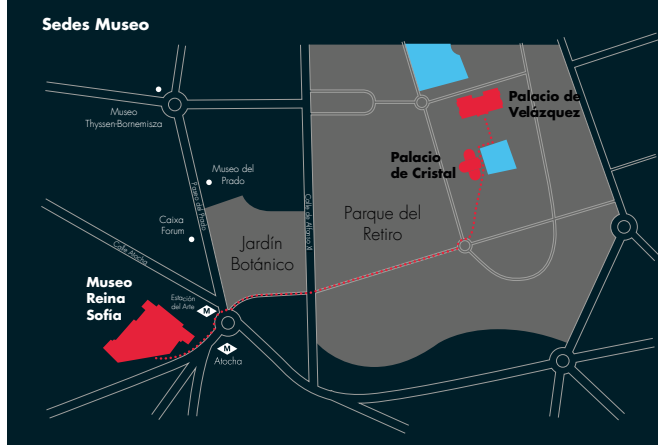 Sedes Museo
Museo
Thyssen-Bornemisza
Palacio de
Velázquez
Palacio
de Cristal
Museo del
Prado
Paseo del Prado
Calle de Alfonso XII
Parque del
Retiro
Caixa
Forum
Jardín
Botánico
Calle Atocha
Museo
Reina
Sofía
Estación
del Arte
M
M
Atocha